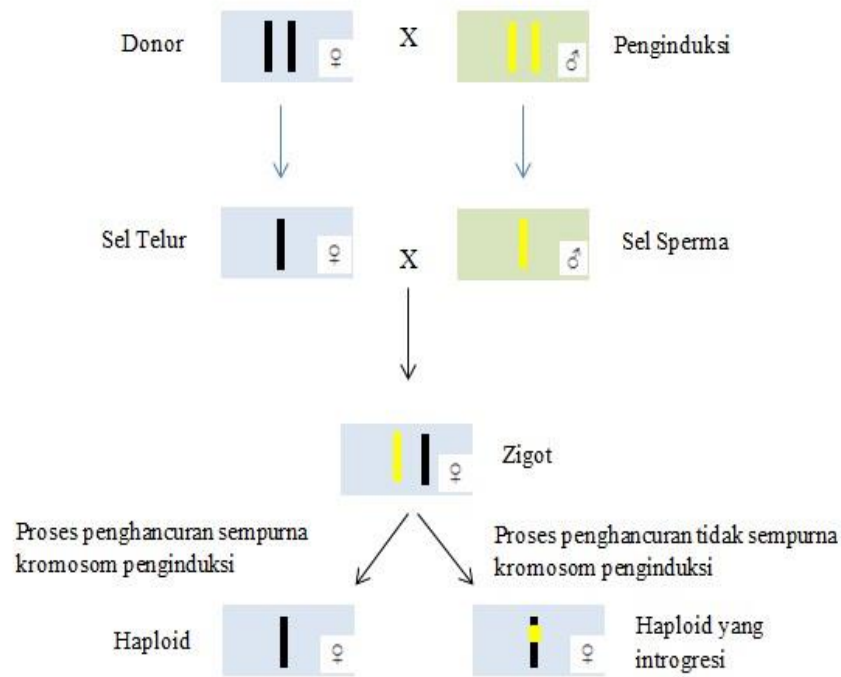 Donor
♀
X
♂
Penginduksi
Sel Telur
♀
X
♂
Sel Sperma
♀
Zigot
Proses penghancuran sempurna
kromosom penginduksi
Proses penghancuran tidak sempurna
kromosom penginduksi
Haploid
♀
♀
Haploid yang
introgresi